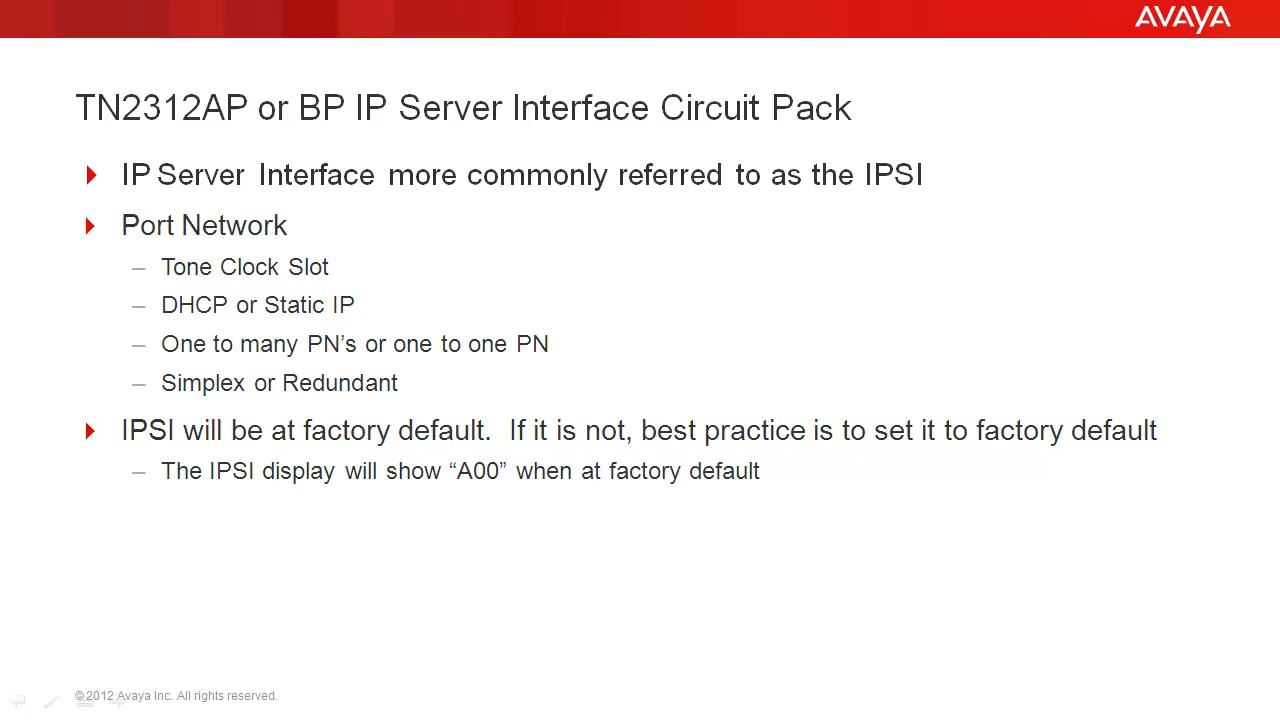 AVAYA
TN2312AP or BP IP Server Interface Circuit Pack
IP Server Interface more commonly referred to as the IPSI
Port Network
– Tone Clock Slot
– DHCP or Static IP
– One to many PN’s or one to one PN
– Simplex or Redundant
IPSI will be at factory default. If it is not, best practice is to set it to factory default
– The IPSI display will show “A00” when at factory default
©2012 Avaya Inc. All rights reserved.